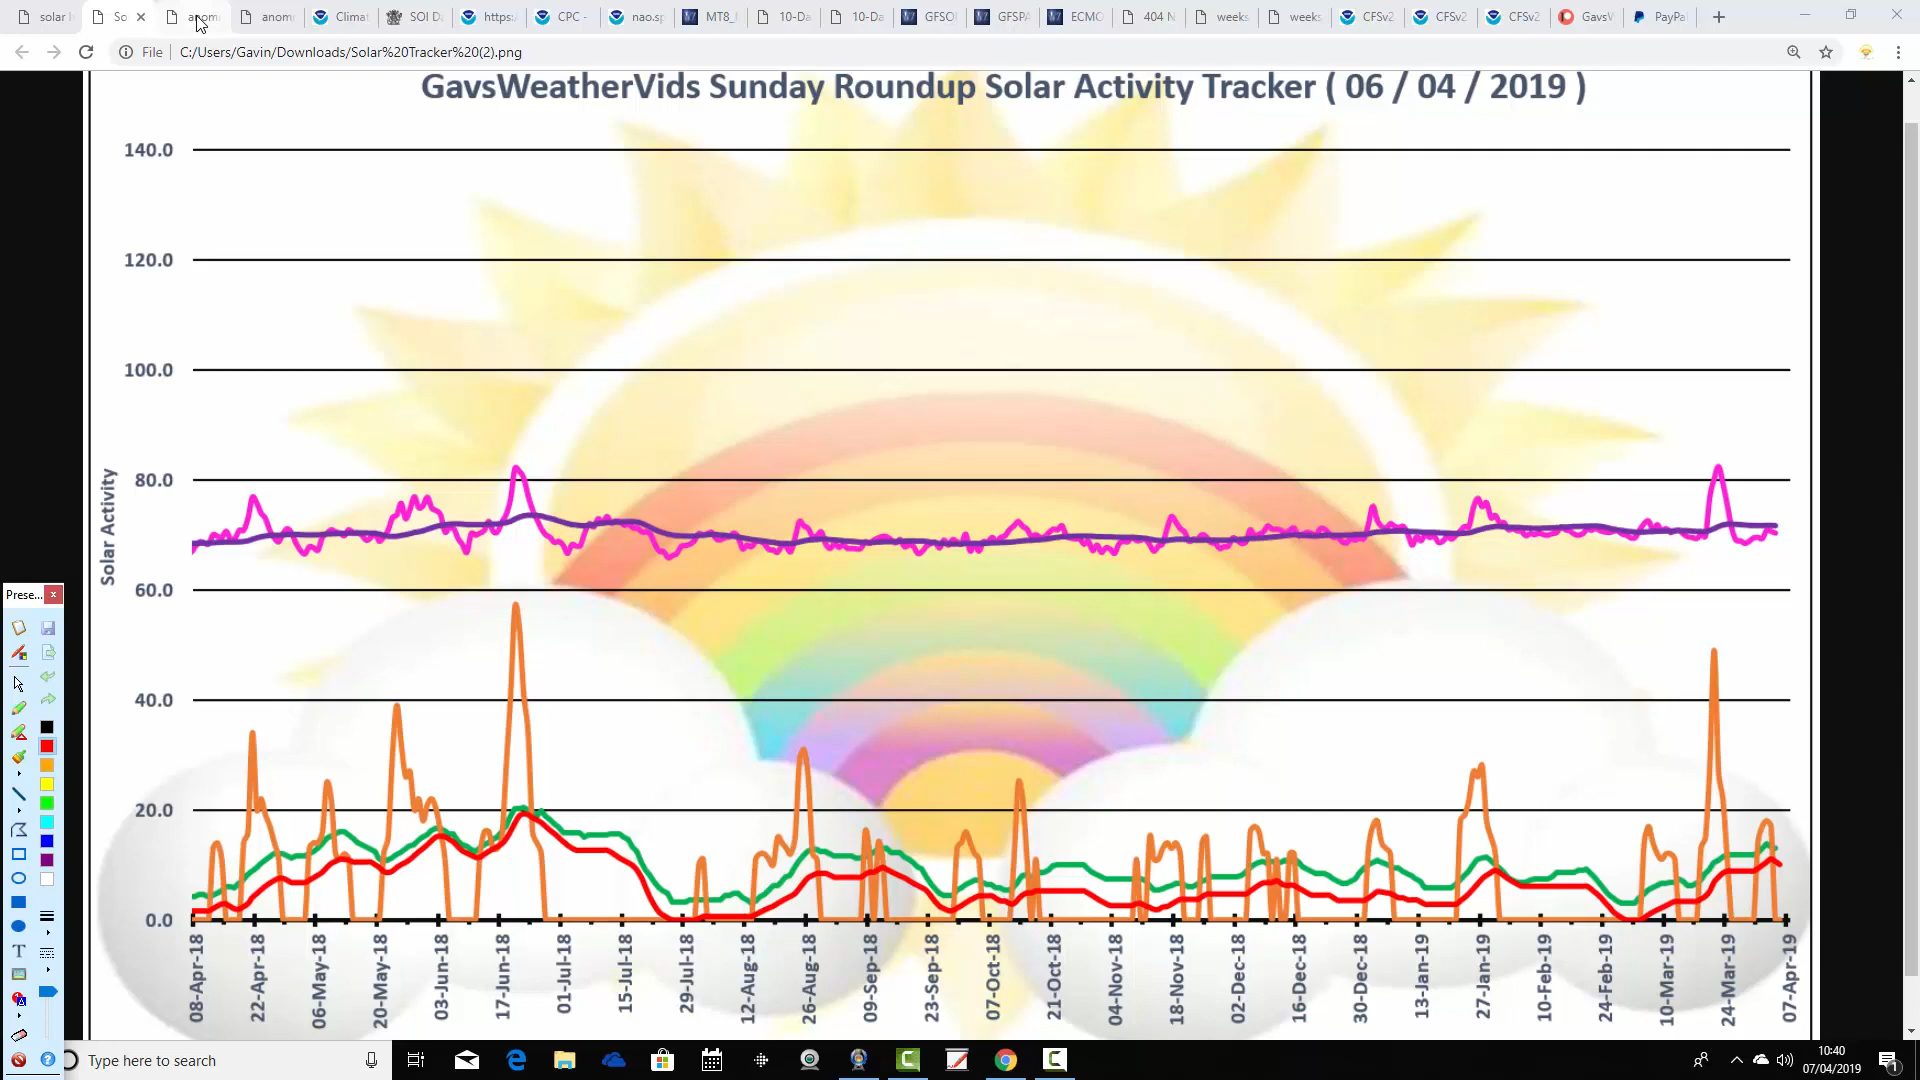 solar
So
anoma
anoma
Climat
SOI Da
https:
CPC -
nao.sp
MT8_
10-Da
10-Da
GFSO
GFSPA
ECMO
404 N
weeks
weeks
CFSv2
CFSv2
CFSv2
GavsW
PayPal
File
C:/Users/Gavin/Downloads/Solar%20Tracker%20(2).png
GavsWeatherVids Sunday Roundup Solar Activity Tracker ( 06 / 04 / 2019 )
140.0
120.0
100.0
80.0
60.0
40.0
20.0
0.0
Solar Activity
08-Apr-18
22-Apr-18
06-May-18
20-May-18
03-Jun-18
17-Jun-18
01-Jul-18
15-Jul-18
29-Jul-18
12-Aug-18
26-Aug-18
09-Sep-18
23-Sep-18
07-Oct-18
21-Oct-18
04-Nov-18
18-Nov-18
02-Dec-18
16-Dec-18
30-Dec-18
13-Jan-19
27-Jan-19
10-Feb-19
24-Feb-19
10-Mar-19
24-Mar-19
07-Apr-19
Prese...
Type here to search
10:40
07/04/2019
1